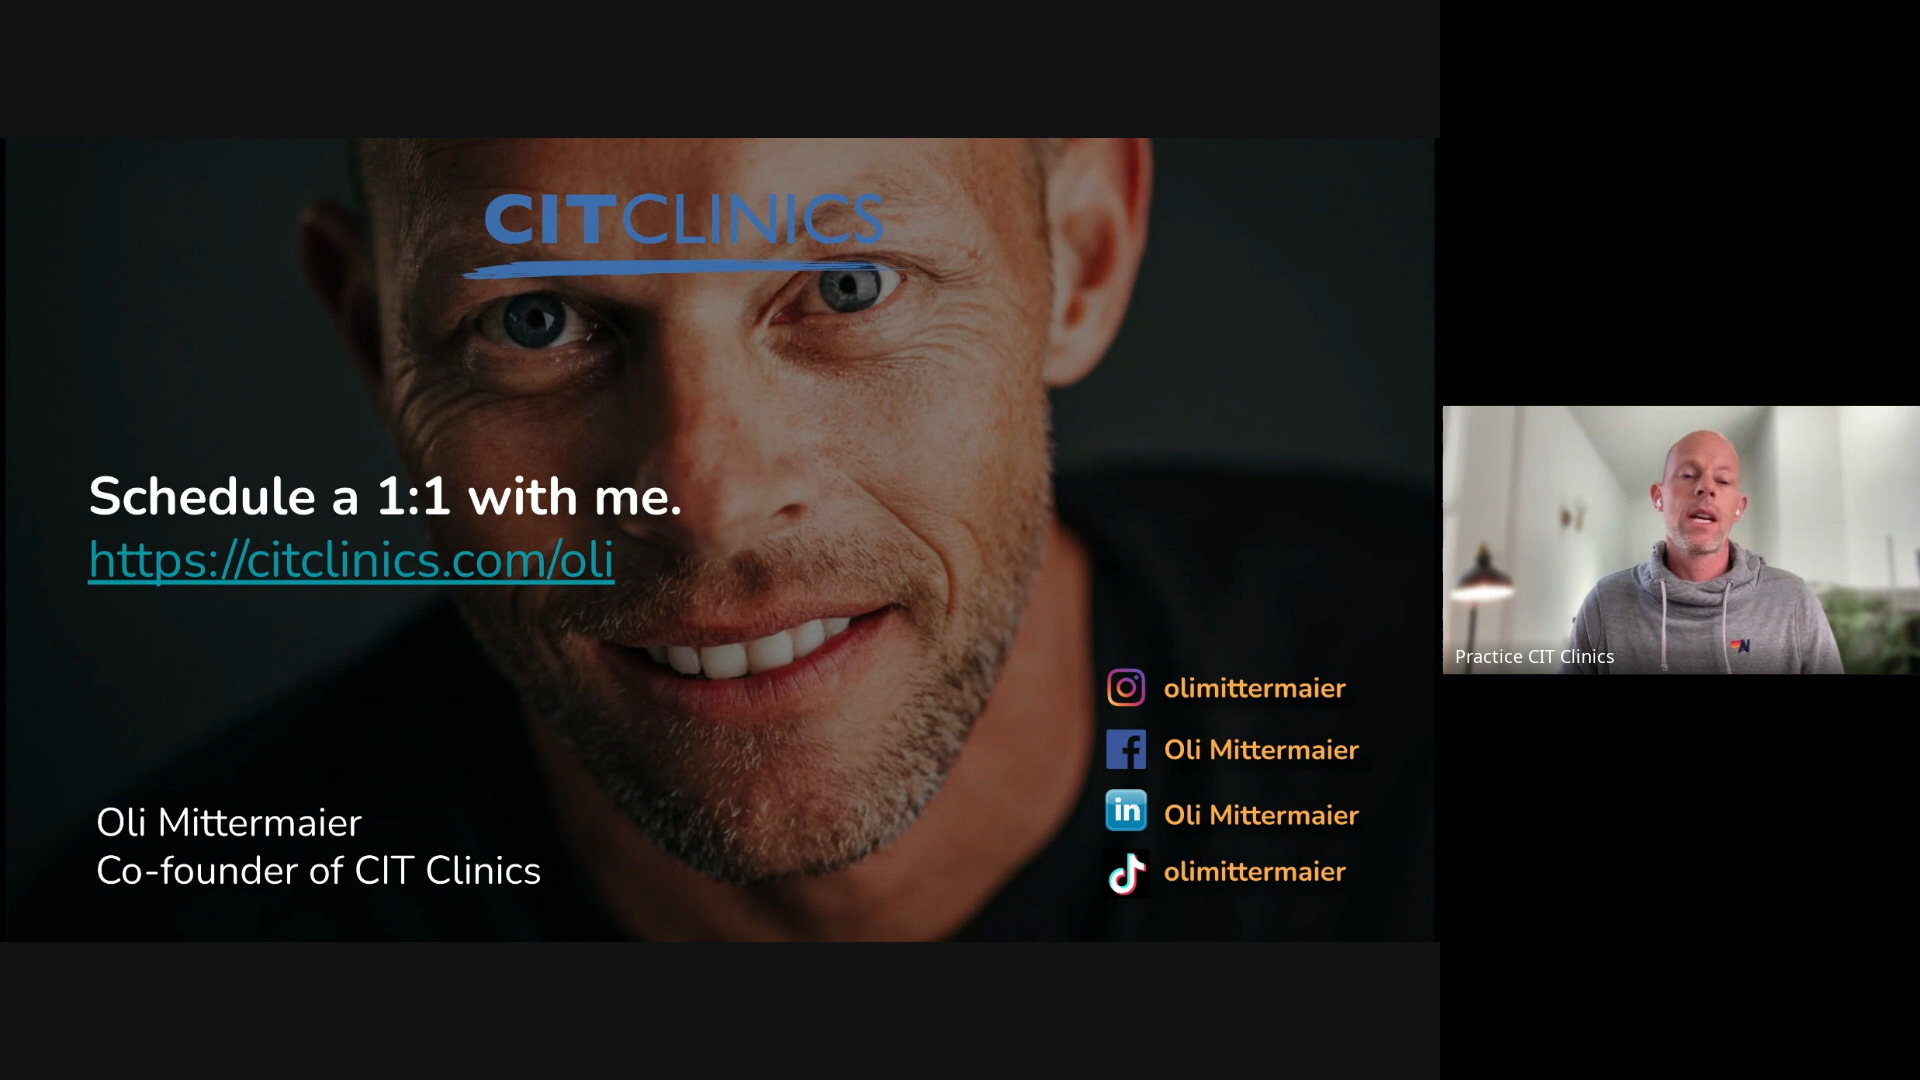 CITCLINICS
Schedule a 1:1 with me.
https://citclinics.com/oli
Oli Mittermaier
Co-founder of CIT Clinics
olimittermaier
Oli Mittermaier
in Oli Mittermaier
olimittermaier
Practice CIT Clinics